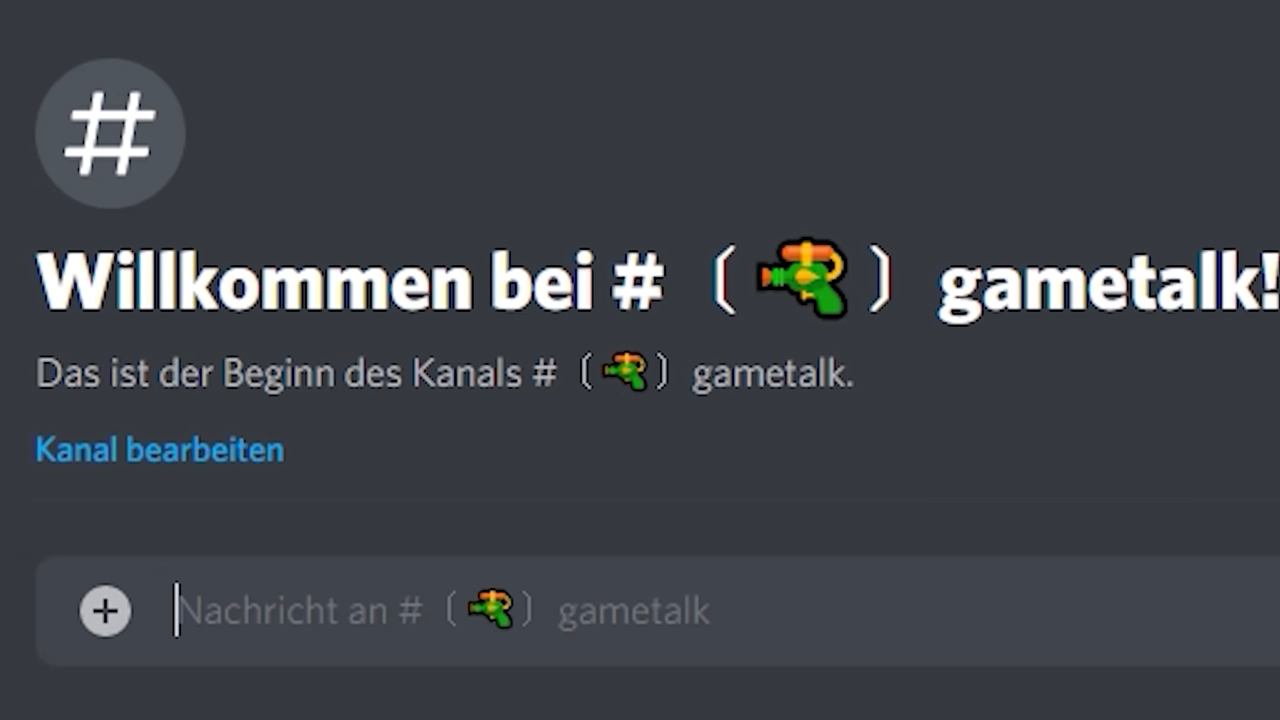 #
Willkommen bei # 〔🔫〕 gametalk!
Das ist der Beginn des Kanals # 〔🔫〕 gametalk.
Kanal bearbeiten
Nachricht an # 〔🔫〕 gametalk